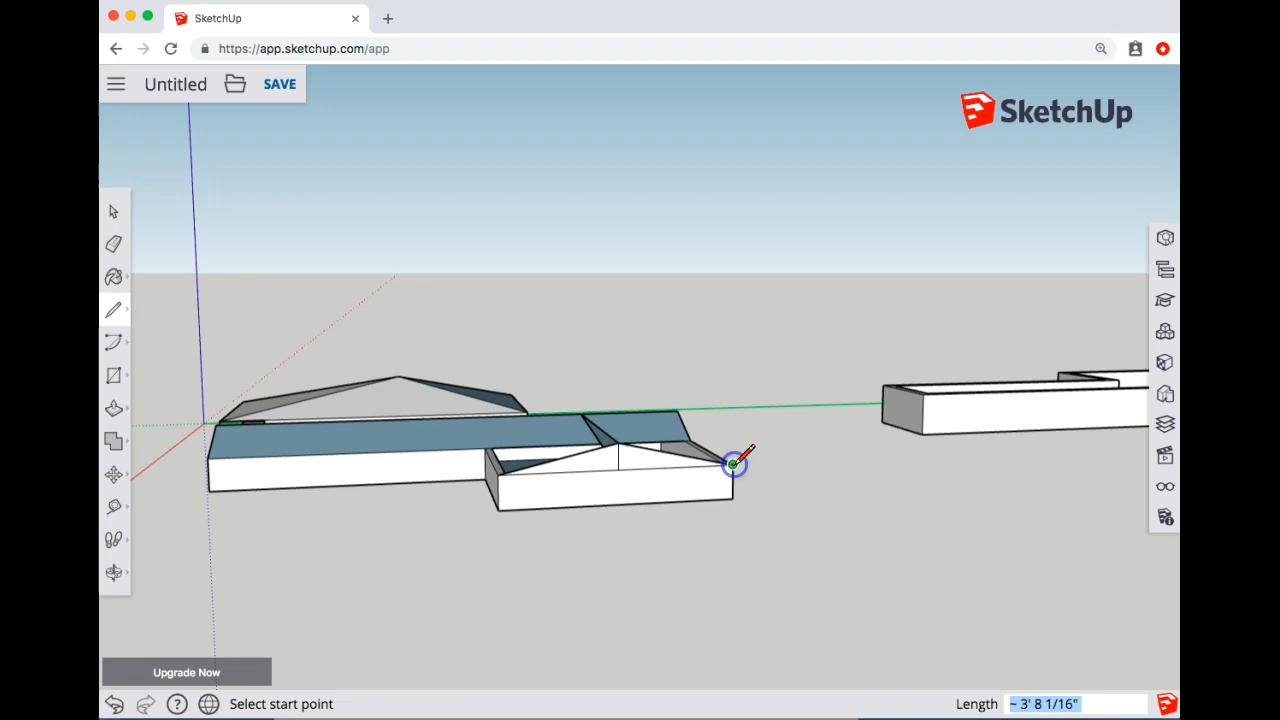 SketchUp
https://app.sketchup.com/app
Untitled
SAVE
SketchUp
Upgrade Now
Select start point
Length
~ 3' 8 1/16"